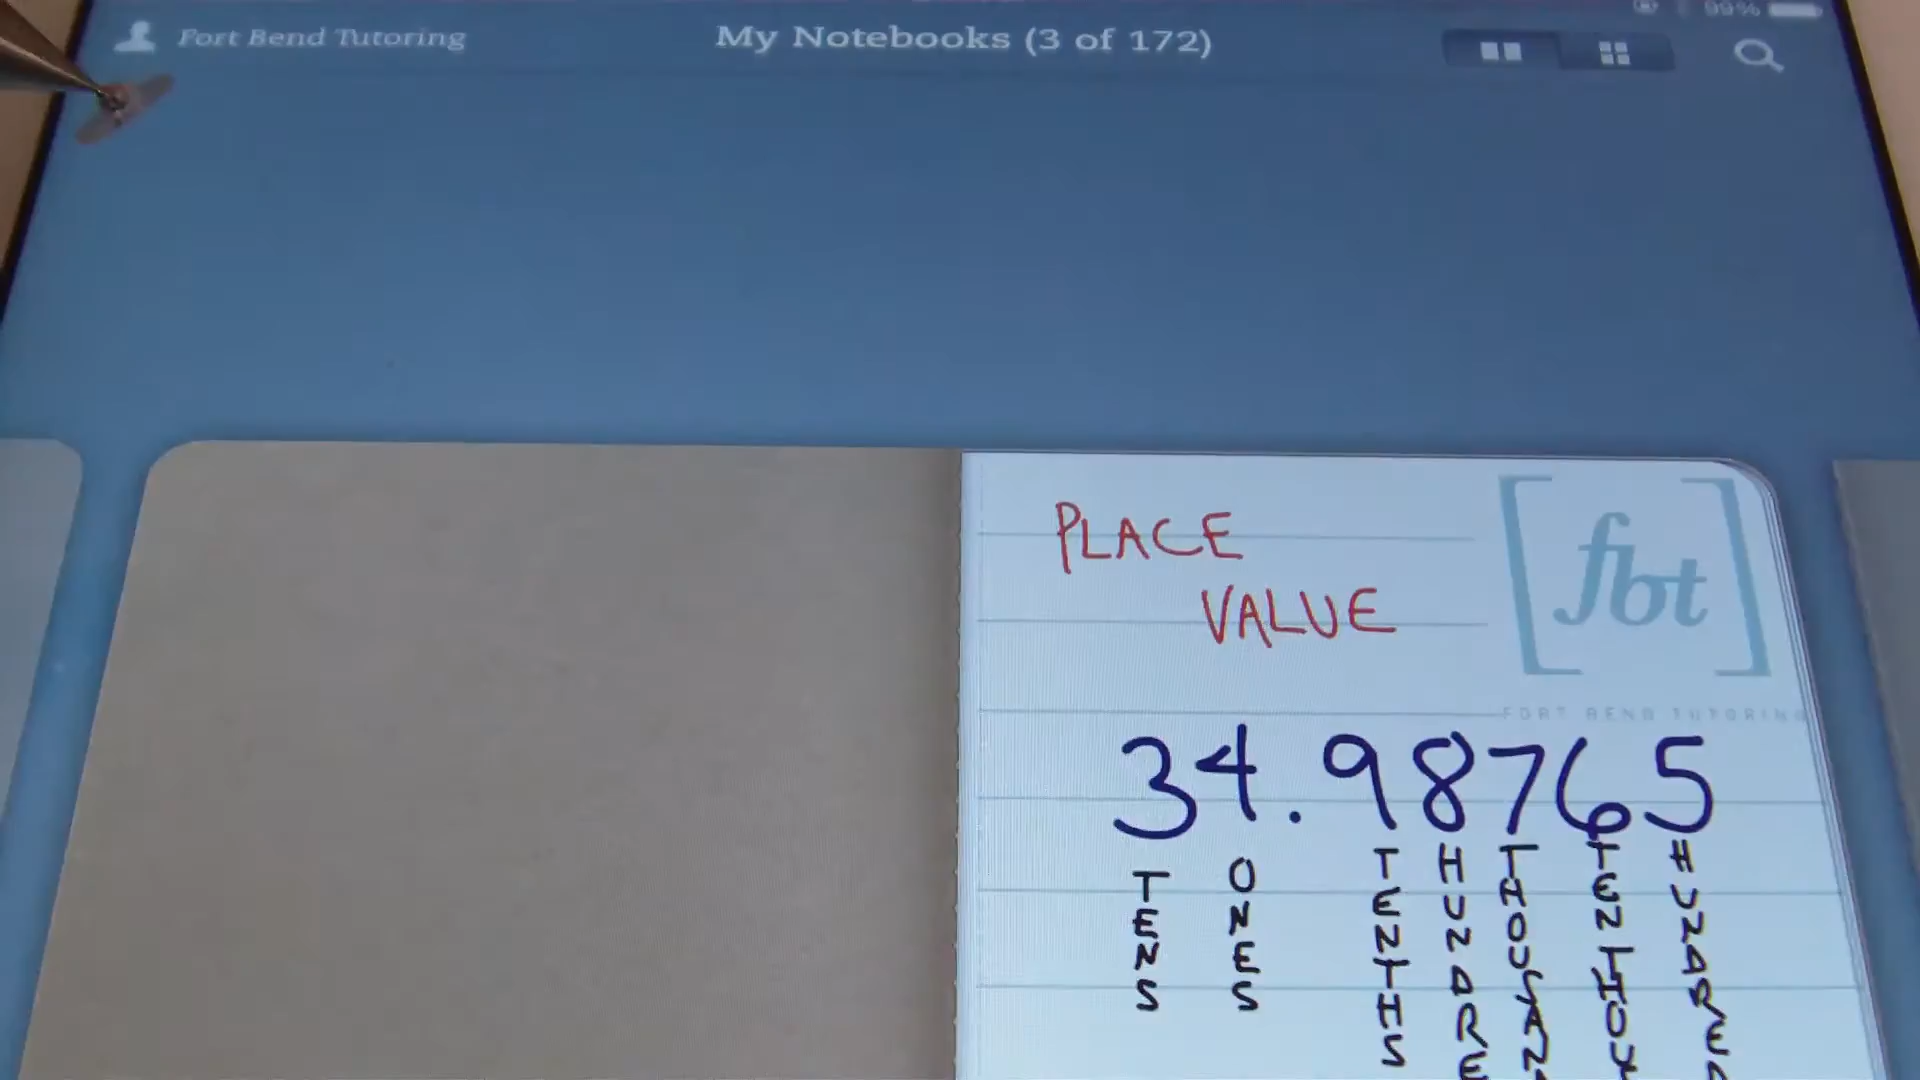 Fort Bend Tutoring
My Notebooks (3 of 172)
99%
PLACE
VALUE
fbt
FORT BEND TUTORING
34.98765
TENS
ONES
TENTHS